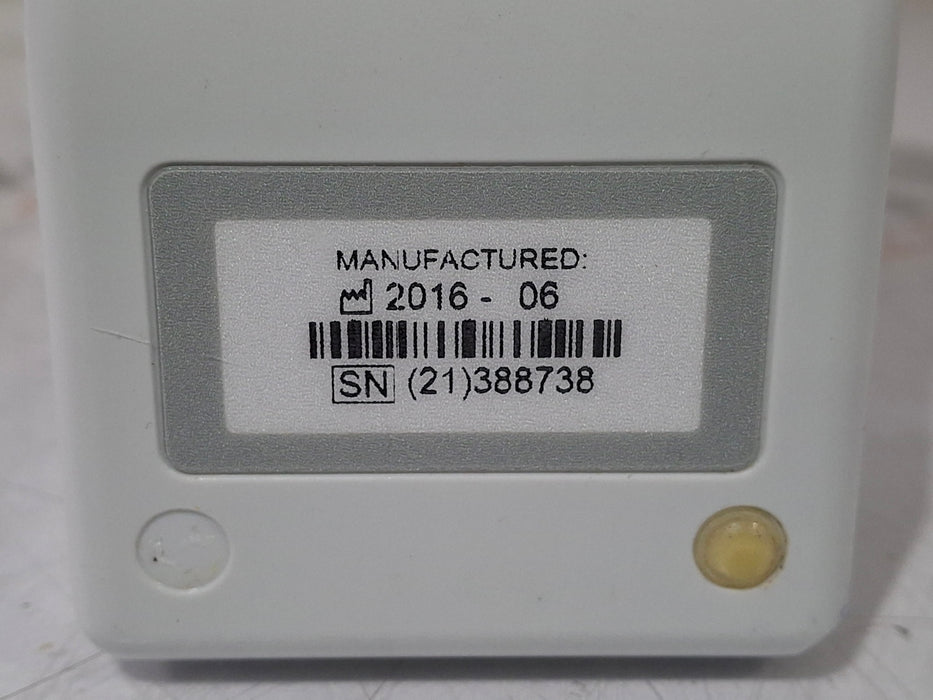 MANUFACTURED:
2016 - 06
SN (21)388738